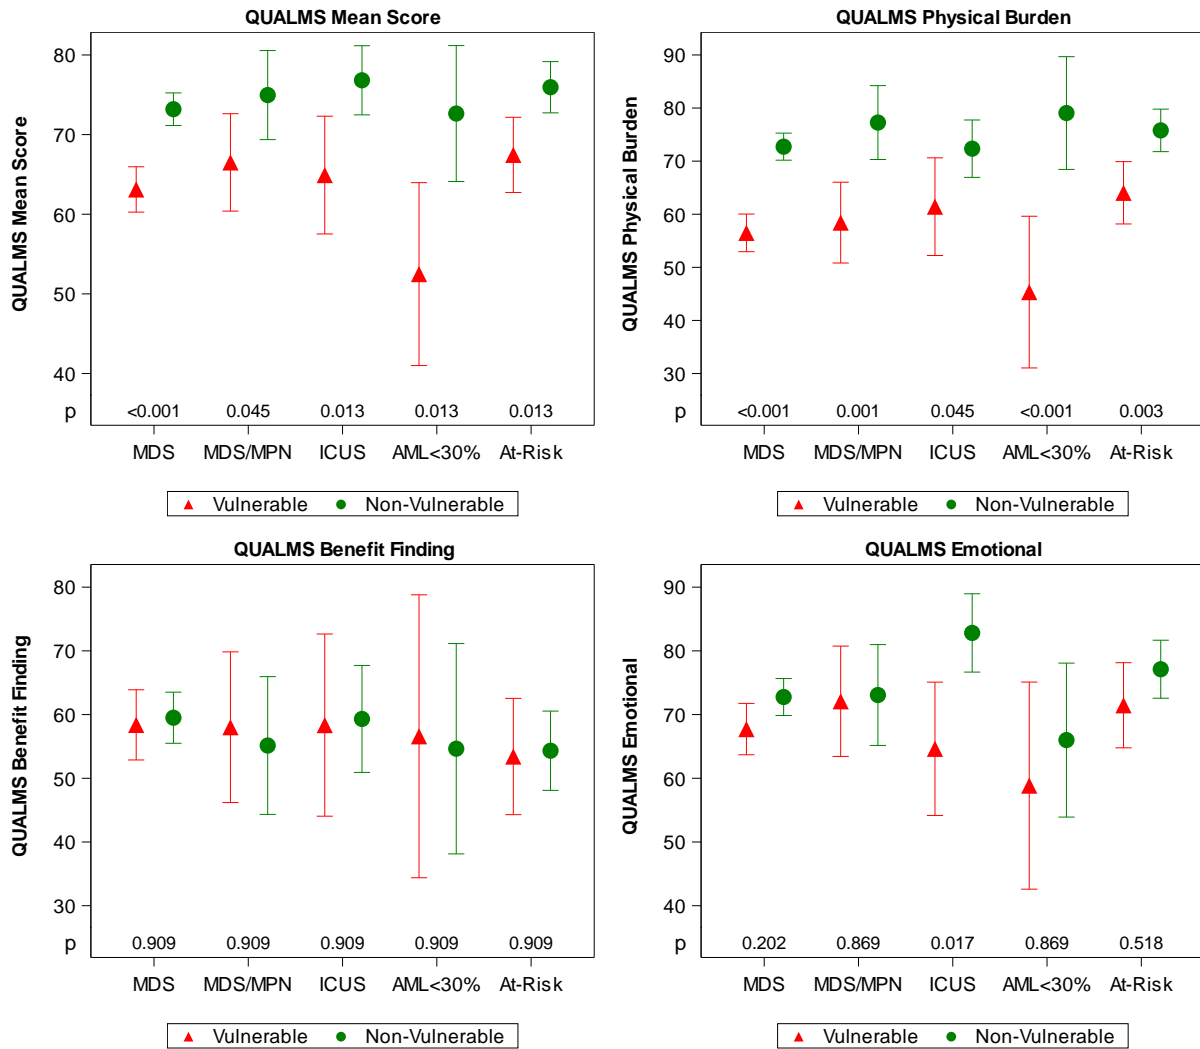 QUALMS Mean Score
QUALMS Mean Score
80
70
60
50
40
p <0.001 0.045 0.013 0.013 0.013
MDS MDS/MPN ICUS AML<30% At-Risk
Vulnerable Non-Vulnerable
QUALMS Physical Burden
QUALMS Physical Burden
90
80
70
60
50
40
30
p <0.001 0.001 0.045 <0.001 0.003
MDS MDS/MPN ICUS AML<30% At-Risk
Vulnerable Non-Vulnerable
QUALMS Benefit Finding
QUALMS Benefit Finding
80
70
60
50
40
30
p 0.909 0.909 0.909 0.909 0.909
MDS MDS/MPN ICUS AML<30% At-Risk
Vulnerable Non-Vulnerable
QUALMS Emotional
QUALMS Emotional
90
80
70
60
50
40
p 0.202 0.869 0.017 0.869 0.518
MDS MDS/MPN ICUS AML<30% At-Risk
Vulnerable Non-Vulnerable